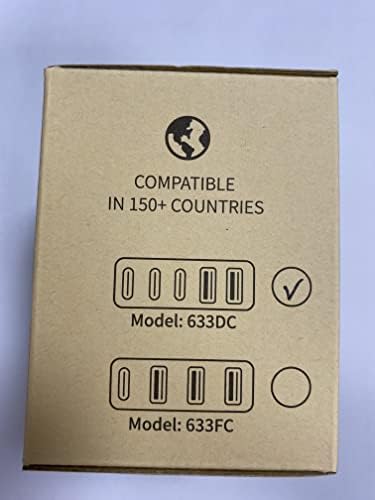 COMPATIBLE
IN 150+ COUNTRIES
Model: 633DC
Model: 633FC